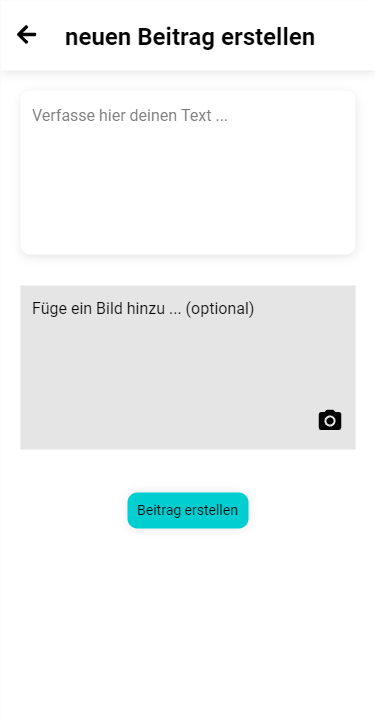 neuen Beitrag erstellen
Verfasse hier deinen Text ...
Füge ein Bild hinzu ... (optional)
Beitrag erstellen